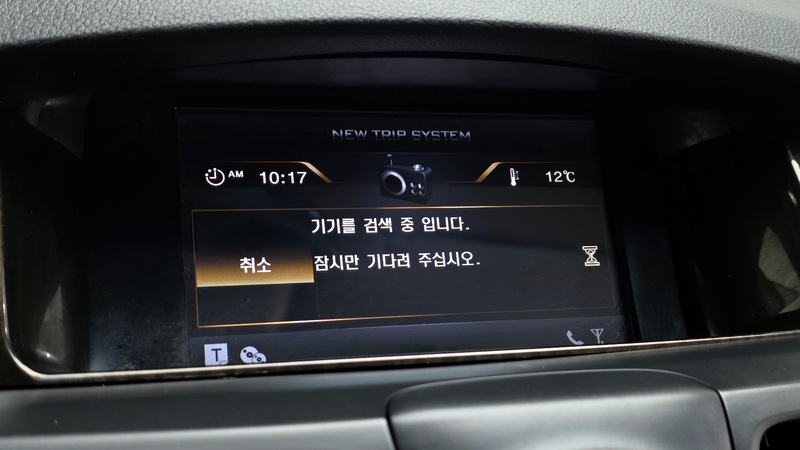 NEW TRIP SYSTEM
AM 10:17
12℃
기기를 검색 중 입니다.
취소
잠시만 기다려 주십시오.
T